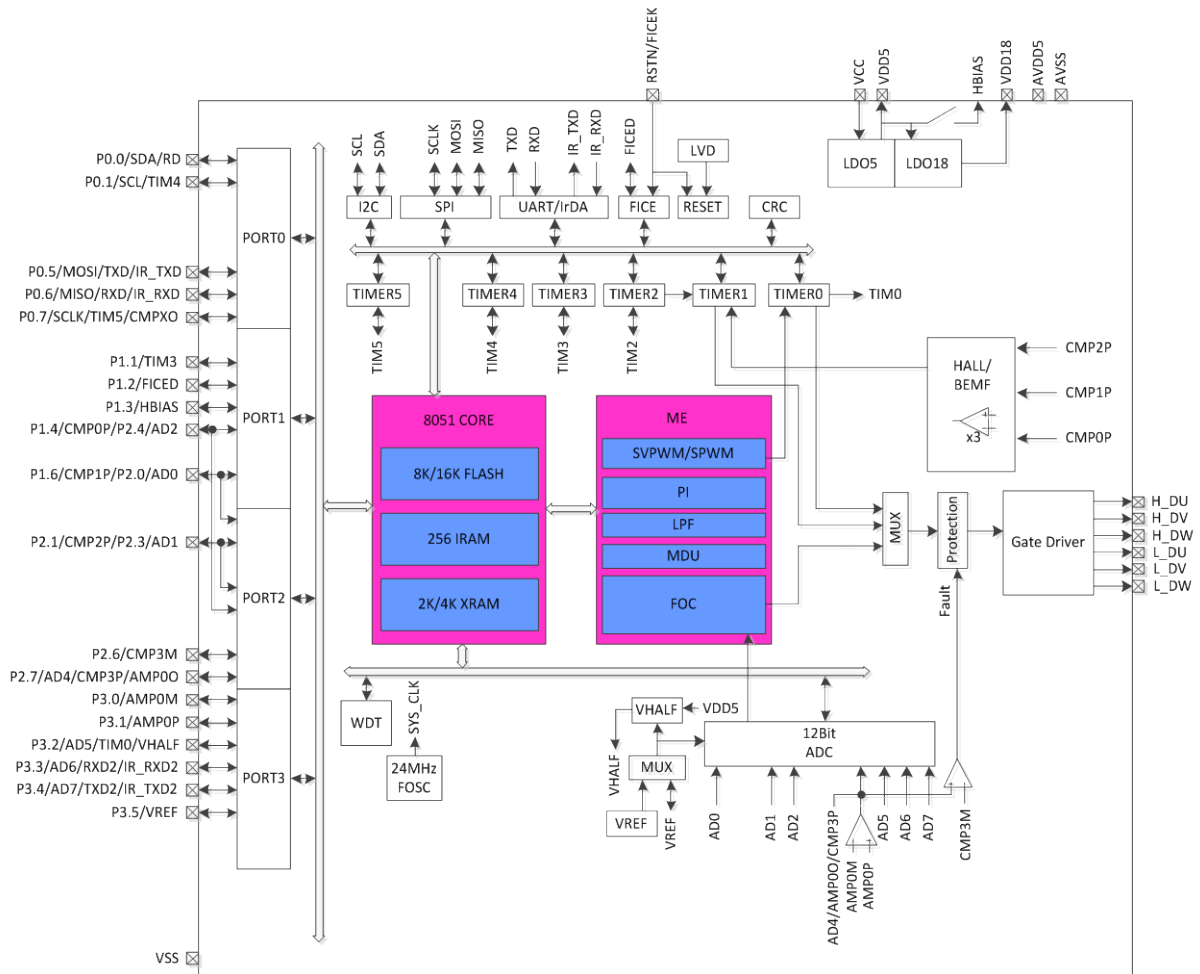 RSTN/FICEK
VCC
VDD5
HBIAS
VDD18
AVDD5
AVSS
P0.0/SDA/RD
P0.1/SCL/TIM4
P0.5/MOSI/TXD/IR_TXD
P0.6/MISO/RXD/IR_RXD
P0.7/SCLK/TIM5/CMPXO
P1.1/TIM3
P1.2/FICED
P1.3/HBIAS
P1.4/CMP0P/P2.4/AD2
P1.6/CMP1P/P2.0/AD0
P2.1/CMP2P/P2.3/AD1
P2.6/CMP3M
P2.7/AD4/CMP3P/AMP0O
P3.0/AMP0M
P3.1/AMP0P
P3.2/AD5/TIM0/VHALF
P3.3/AD6/RXD2/IR_RXD2
P3.4/AD7/TXD2/IR_TXD2
P3.5/VREF
VSS
PORT0
PORT1
PORT2
PORT3
SCL
SDA
SCLK
MOSI
MISO
TXD
RXD
IR_TXD
IR_RXD
FICED
LVD
I2C
SPI
UART/IrDA
FICE
RESET
CRC
LDO5
LDO18
TIMER5
TIMER4
TIMER3
TIMER2
TIMER1
TIMER0
TIM0
TIM5
TIM4
TIM3
TIM2
8051 CORE
8K/16K FLASH
256 IRAM
2K/4K XRAM
ME
SVPWM/SPWM
PI
LPF
MDU
FOC
HALL/
BEMF
x3
CMP2P
CMP1P
CMP0P
MUX
Protection
Fault
Gate Driver
H_DU
H_DV
H_DW
L_DU
L_DV
L_DW
WDT
SYS_CLK
24MHz
FOSC
VHALF
VDD5
VHALF
MUX
VREF
VREF
12Bit
ADC
AD0
AD1
AD2
AD4/AMP0O/CMP3P
AMP0M
AMP0P
AD5
AD6
AD7
CMP3M